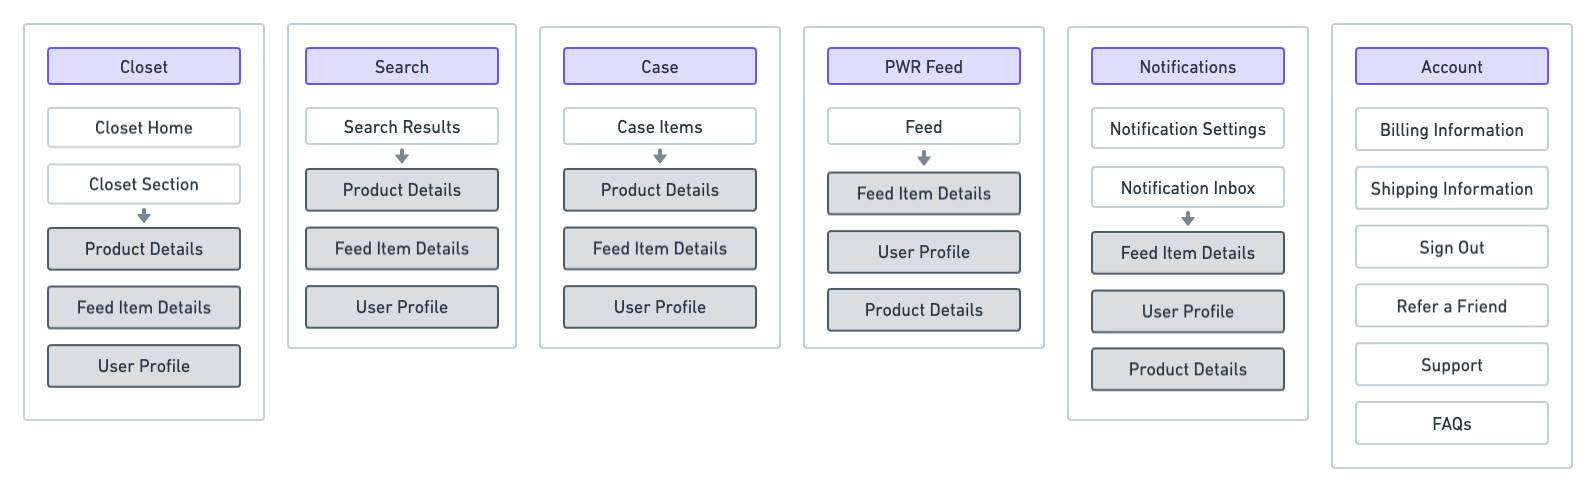 Closet
Closet Home
Closet Section
Product Details
Feed Item Details
User Profile
Search
Search Results
Product Details
Feed Item Details
User Profile
Case
Case Items
Product Details
Feed Item Details
User Profile
PWR Feed
Feed
Feed Item Details
User Profile
Product Details
Notifications
Notification Settings
Notification Inbox
Feed Item Details
User Profile
Product Details
Account
Billing Information
Shipping Information
Sign Out
Refer a Friend
Support
FAQs